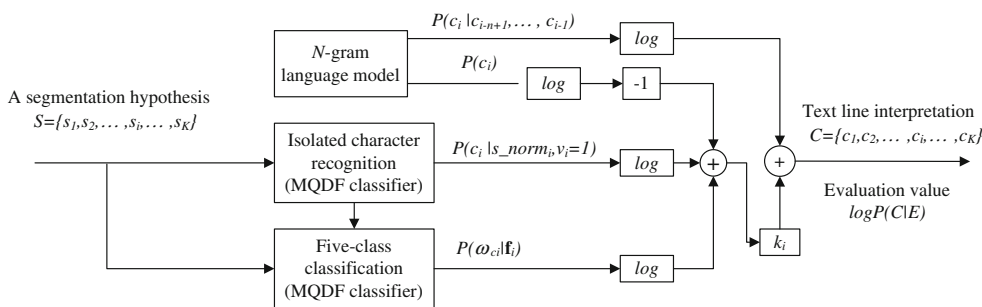 P(c_i |c_{i-n+1},… , c_{i-1})
log
N-gram
language model
P(c_i)
log
-1
A segmentation hypothesis
S={s_1,s_2,… ,s_i,… ,s_K}
Isolated character
recognition
(MQDF classifier)
P(c_i |s_norm_i,v_i=1)
log
+
+
Text line interpretation
C={c_1,c_2,… ,c_i,… ,c_K}
Evaluation value
logP(C|E)
k_i
Five-class
classification
(MQDF classifier)
P(ω_{ci}|f_i)
log